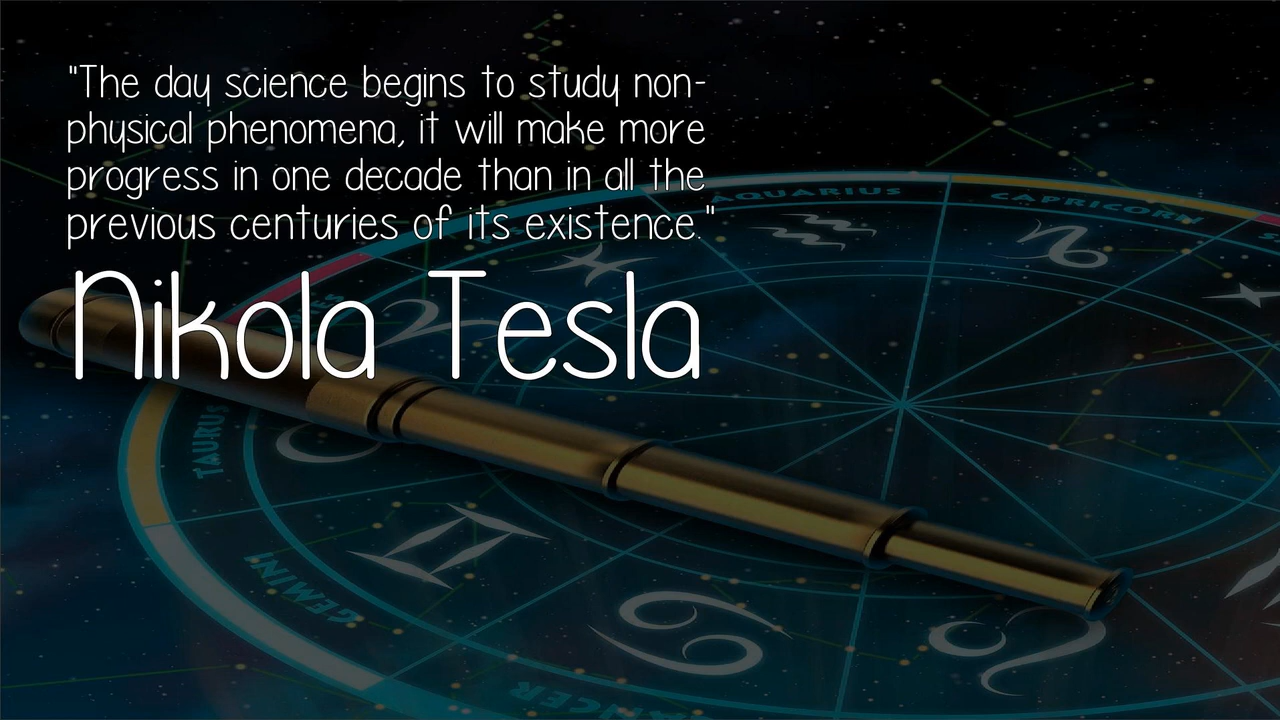 "The day science begins to study non-
physical phenomena, it will make more
progress in one decade than in all the
previous centuries of its existence."
Nikola Tesla
AQUARIUS
CAPRICORN
TAURUS
GEMINI